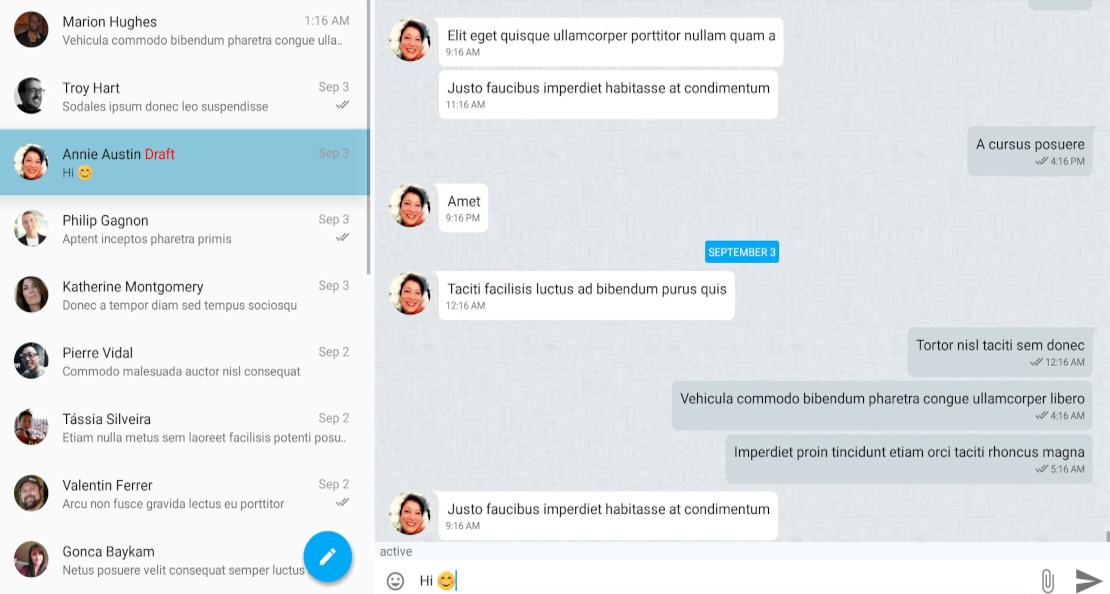 Marion Hughes 1:16 AM
Vehicula commodo bibendum pharetra congue ulla..
Troy Hart Sep 3
Sodales ipsum donec leo suspendisse
Annie Austin Draft Sep 3
Hi 😊
Philip Gagnon Sep 3
Aptent inceptos pharetra primis
Katherine Montgomery Sep 3
Donec a tempor diam sed tempus sociosqu
Pierre Vidal Sep 2
Commodo malesuada auctor nisl consequat
Tássia Silveira Sep 2
Etiam nulla metus sem laoreet facilisis potenti posu..
Valentin Ferrer Sep 2
Arcu non fusce gravida lectus eu porttitor
Gonca Baykam
Netus posuere velit consequat semper luctus
Elit eget quisque ullamcorper porttitor nullam quam a
9:16 AM
Justo faucibus imperdiet habitasse at condimentum
11:16 AM
A cursus posuere
4:16 PM
Amet
9:16 PM
SEPTEMBER 3
Taciti facilisis luctus ad bibendum purus quis
12:16 AM
Tortor nisl taciti sem donec
12:16 AM
Vehicula commodo bibendum pharetra congue ullamcorper libero
4:16 AM
Imperdiet proin tincidunt etiam orci taciti rhoncus magna
5:16 AM
Justo faucibus imperdiet habitasse at condimentum
9:16 AM
active
Hi 😊